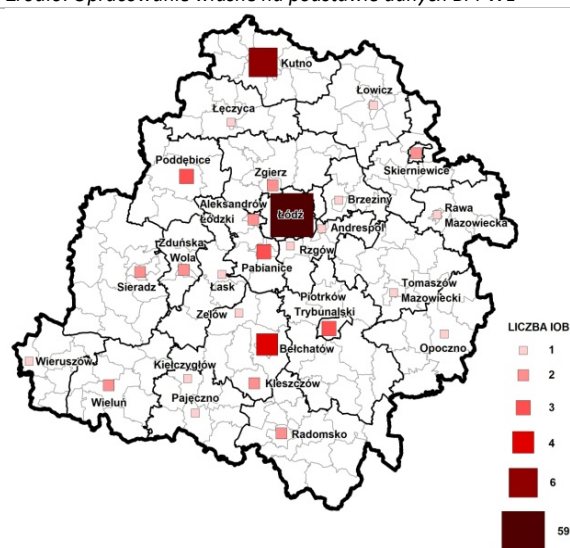 Źródło: Opracowanie własne na podstawie danych
Kutno
Łowicz
Łęczyca
Poddębice
Zgierz
Skierniewice
Aleksandrów
Łódzki
Łódź
Brzeziny
Rawa
Mazowiecka
Andrespol
Rzgów
Zduńska
Wola
Pabianice
Sieradz
Łask
Piotrków
Trybunalski
Tomaszów
Mazowiecki
Zelów
Bełchatów
Opoczno
Wieruszów
Kiełczygłów
Kleszczów
Wieluń
Pajęczno
Radomsko
LICZBA IOB
1
2
3
4
6
59